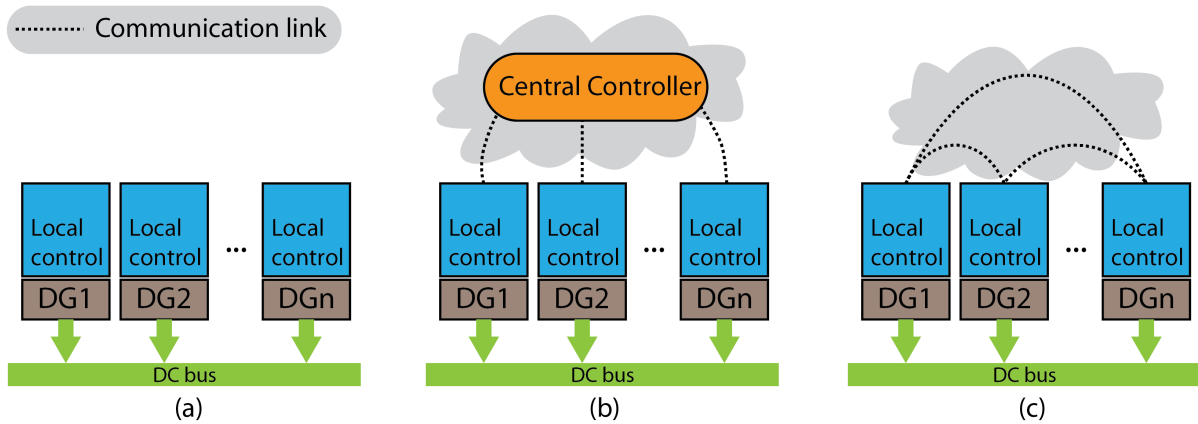 Communication link
Central Controller
Local control
Local control
...
Local control
DG1
DG2
DGn
DC bus
(a)
Local control
Local control
...
Local control
DG1
DG2
DGn
DC bus
(b)
Local control
Local control
...
Local control
DG1
DG2
DGn
DC bus
(c)